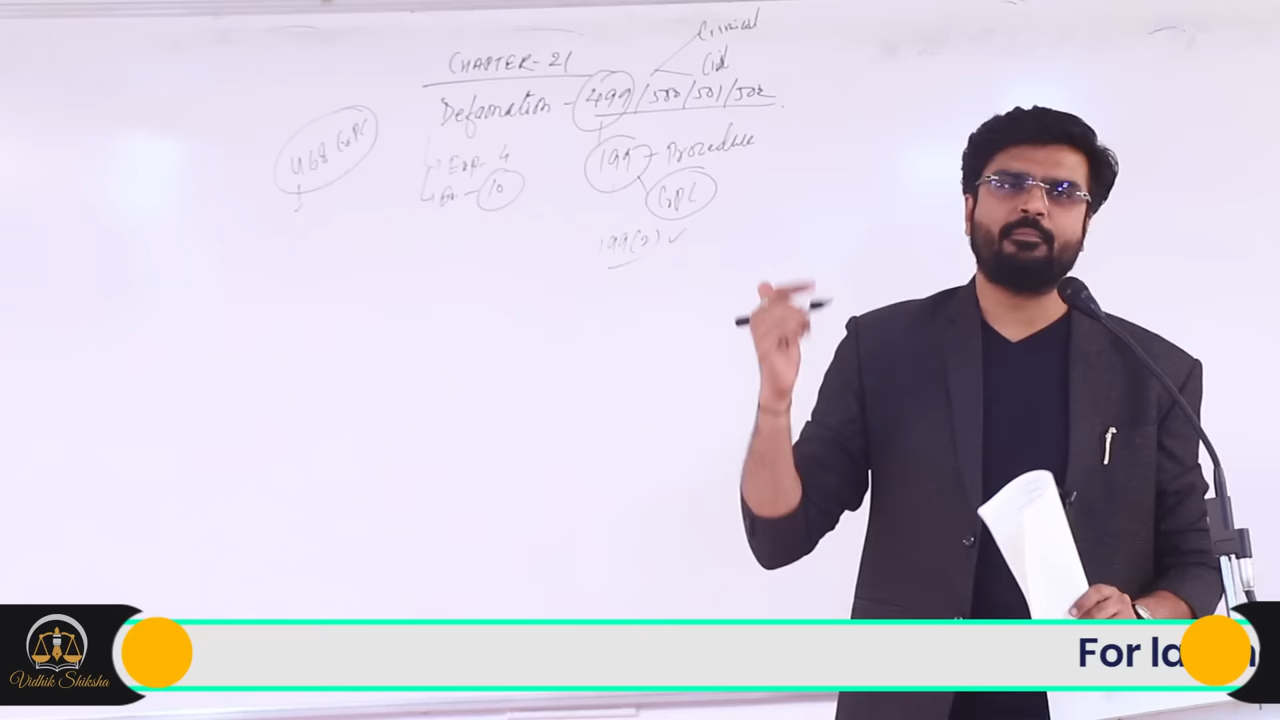 Criminal
Civil
CHAPTER-21
Defamation - 499/500/501/502
468 CrPC
199 - Procedure
Exp. 4
Ex. - 10
CrPC
199(2) ✓
For la
Vidhik Shiksha